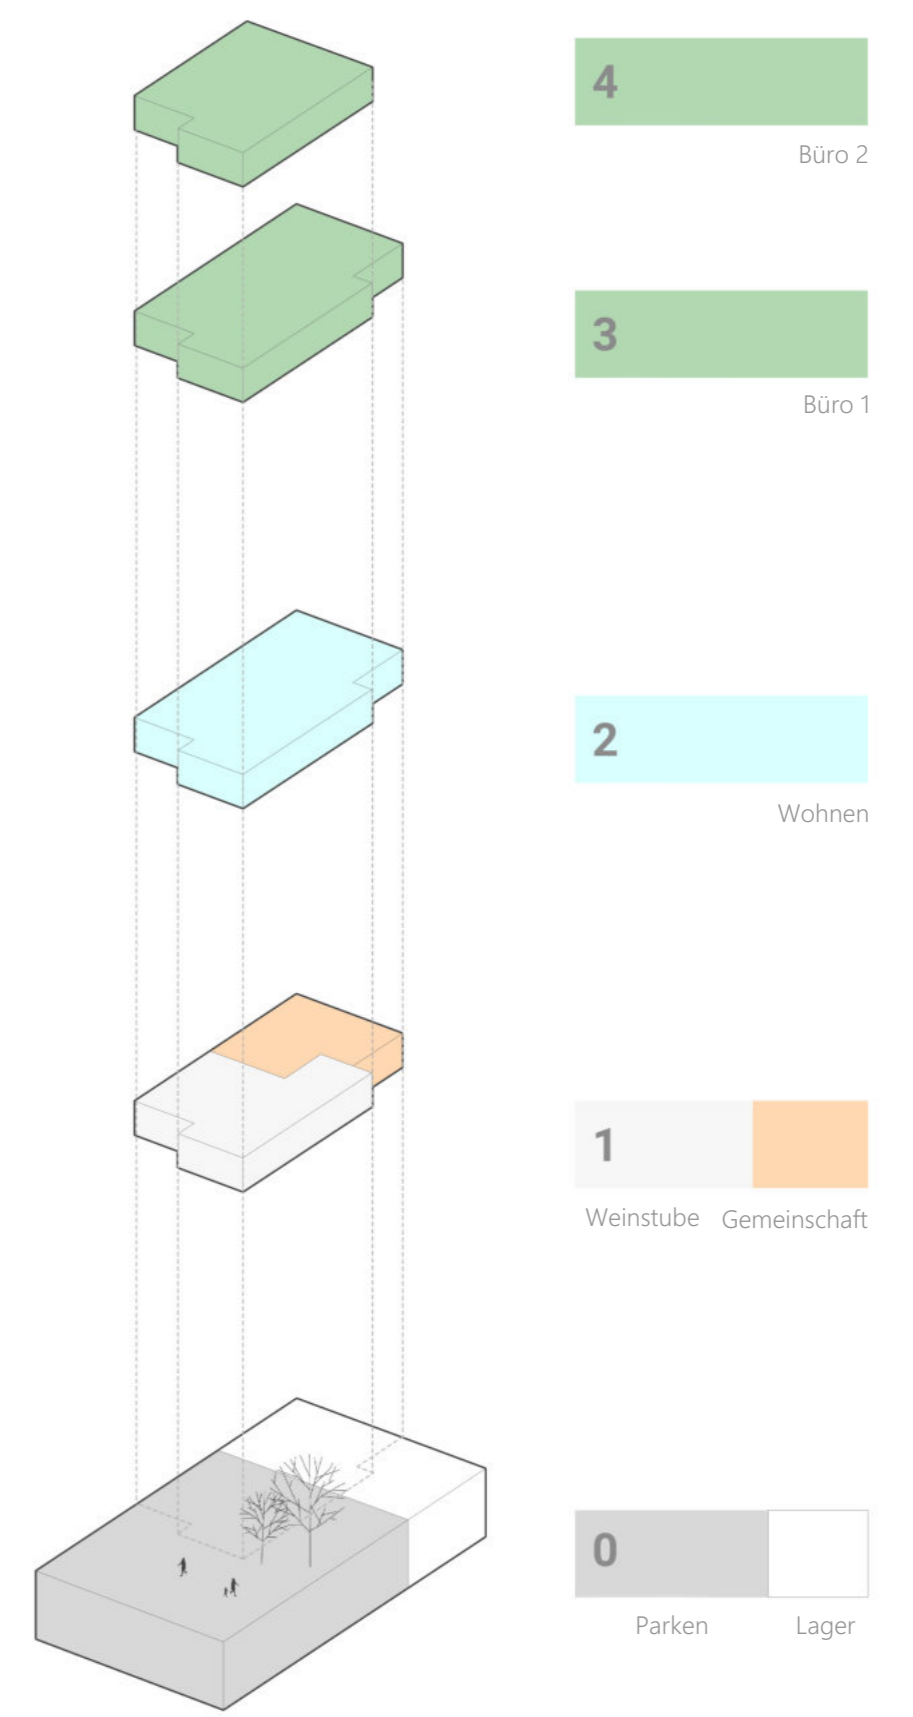 4
Büro 2
3
Büro 1
2
Wohnen
1
Weinstube Gemeinschaft
0
Parken Lager